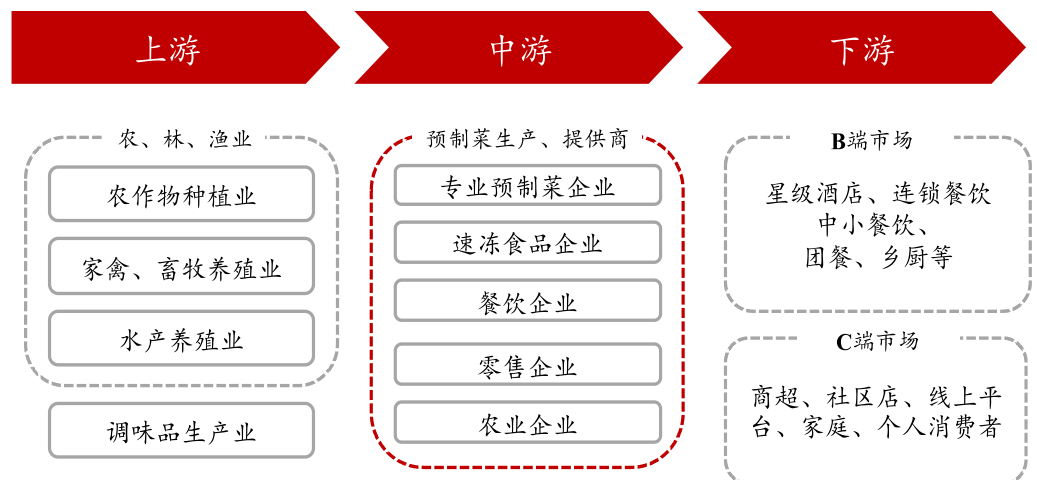 上游
中游
下游
农、林、渔业
农作物种植业
家禽、畜牧养殖业
水产养殖业
调味品生产业
预制菜生产、提供商
专业预制菜企业
速冻食品企业
餐饮企业
零售企业
农业企业
B端市场
星级酒店、连锁餐饮
中小餐饮、
团餐、乡厨等
C端市场
商超、社区店、线上平
台、家庭、个人消费者